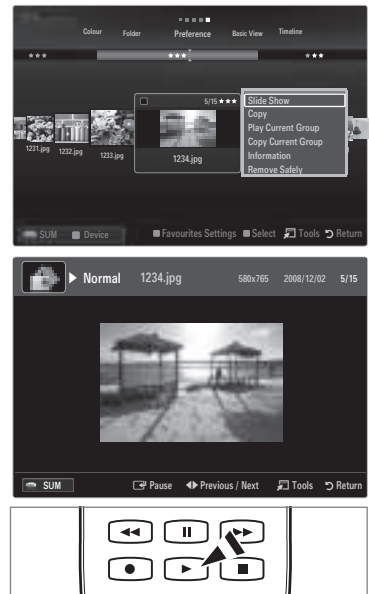 Colour Folder Preference Basic View Timeline
★★★ ★★★ ★★★
5/15 ★★★
Slide Show
Copy
Play Current Group
Copy Current Group
Information
Remove Safely
1231.jpg 1232.jpg 1233.jpg 1234.jpg
SUM Device Favourites Settings Select Tools Return
Normal 1234.jpg 580x765 2008/12/02 5/15
SUM Pause Previous / Next Tools Return